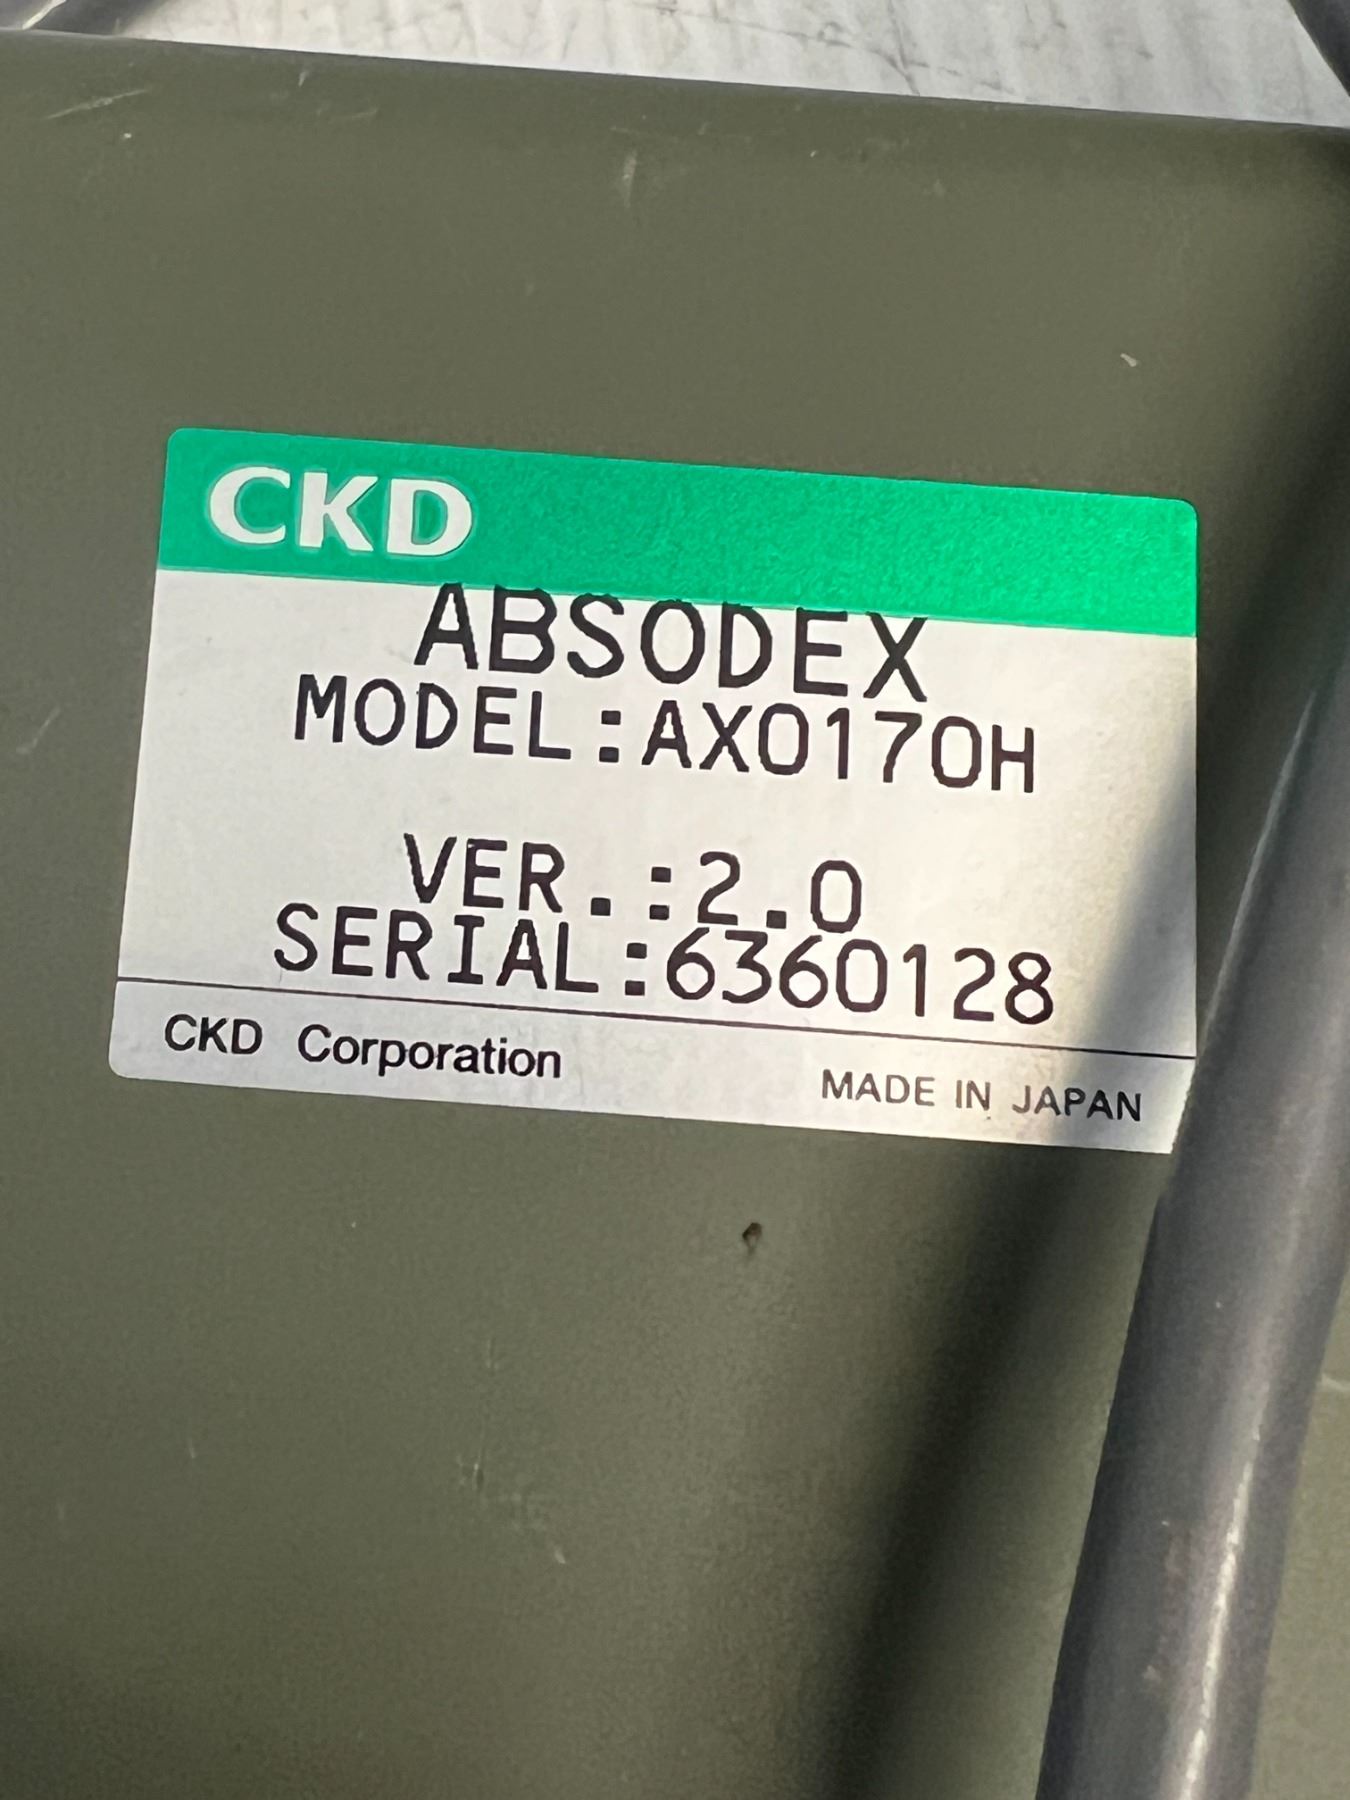 CKD
ABSODEX
MODEL:AX0170H
VER.:2.0
SERIAL:6360128
CKD Corporation
MADE IN JAPAN